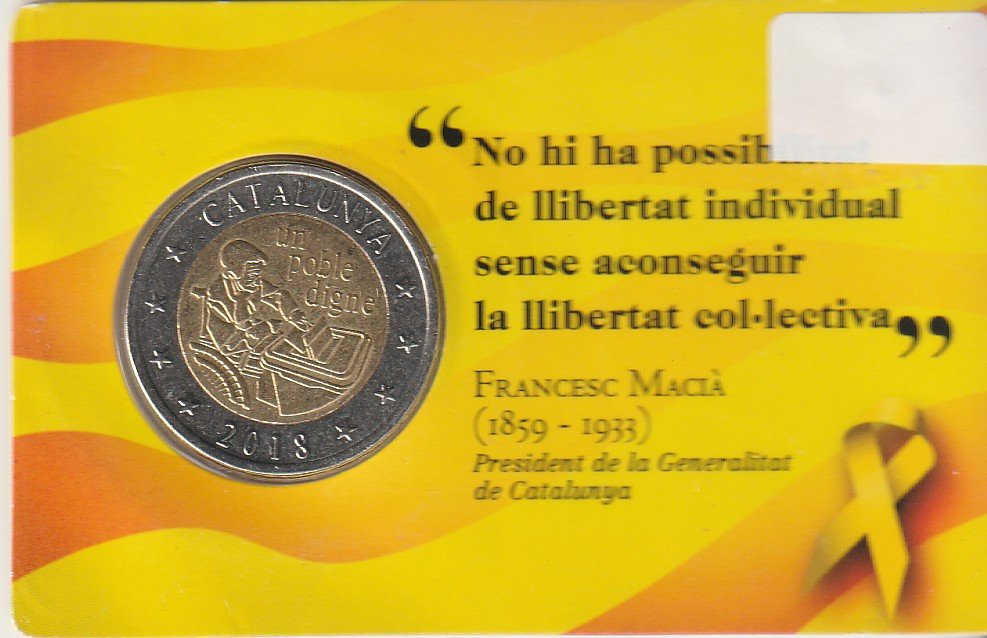 CATALUNYA
un
poble
digne
2018
“No hi ha
de llibertat individual
sense aconseguir
la llibertat col·lectiva„
FRANCESC MACIÀ
(1859 - 1933)
President de la Generalitat
de Catalunya